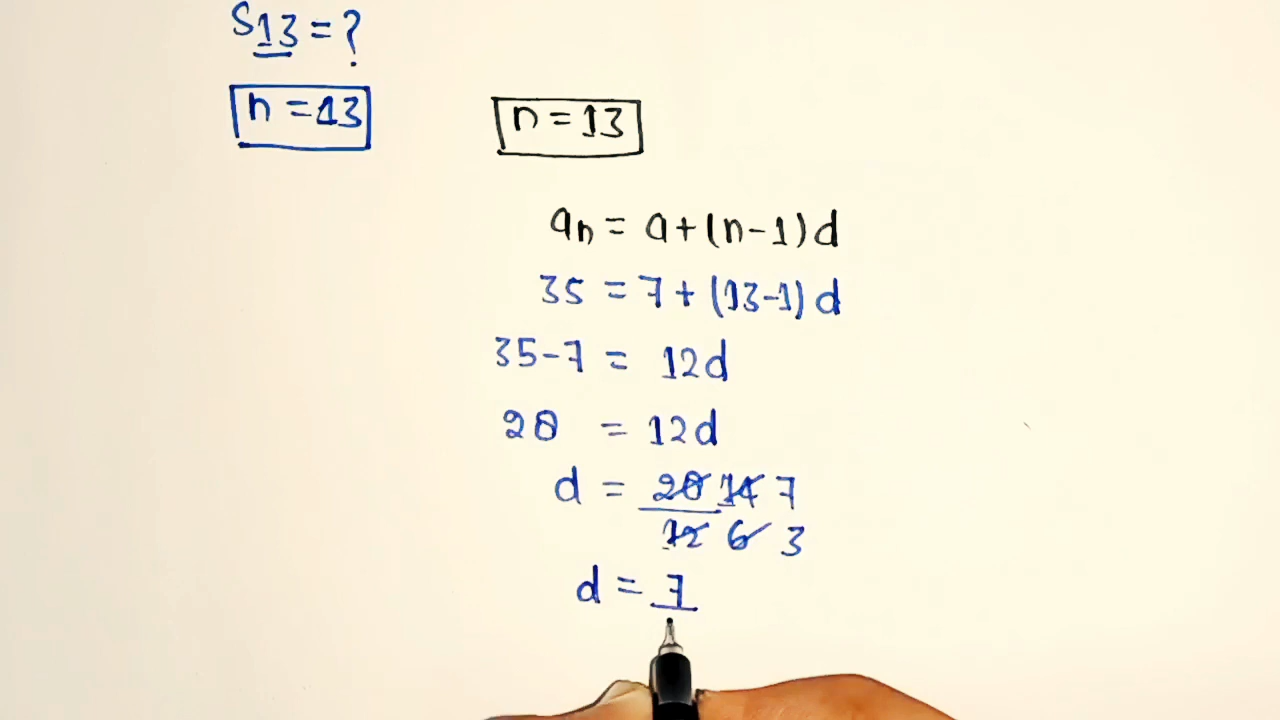 S13 = ?
n = 13
n = 13
an = a + (n - 1) d
35 = 7 + (13 - 1) d
35 - 7 = 12d
28 = 12d
d = 28 14 7
12 6 3
d = 7